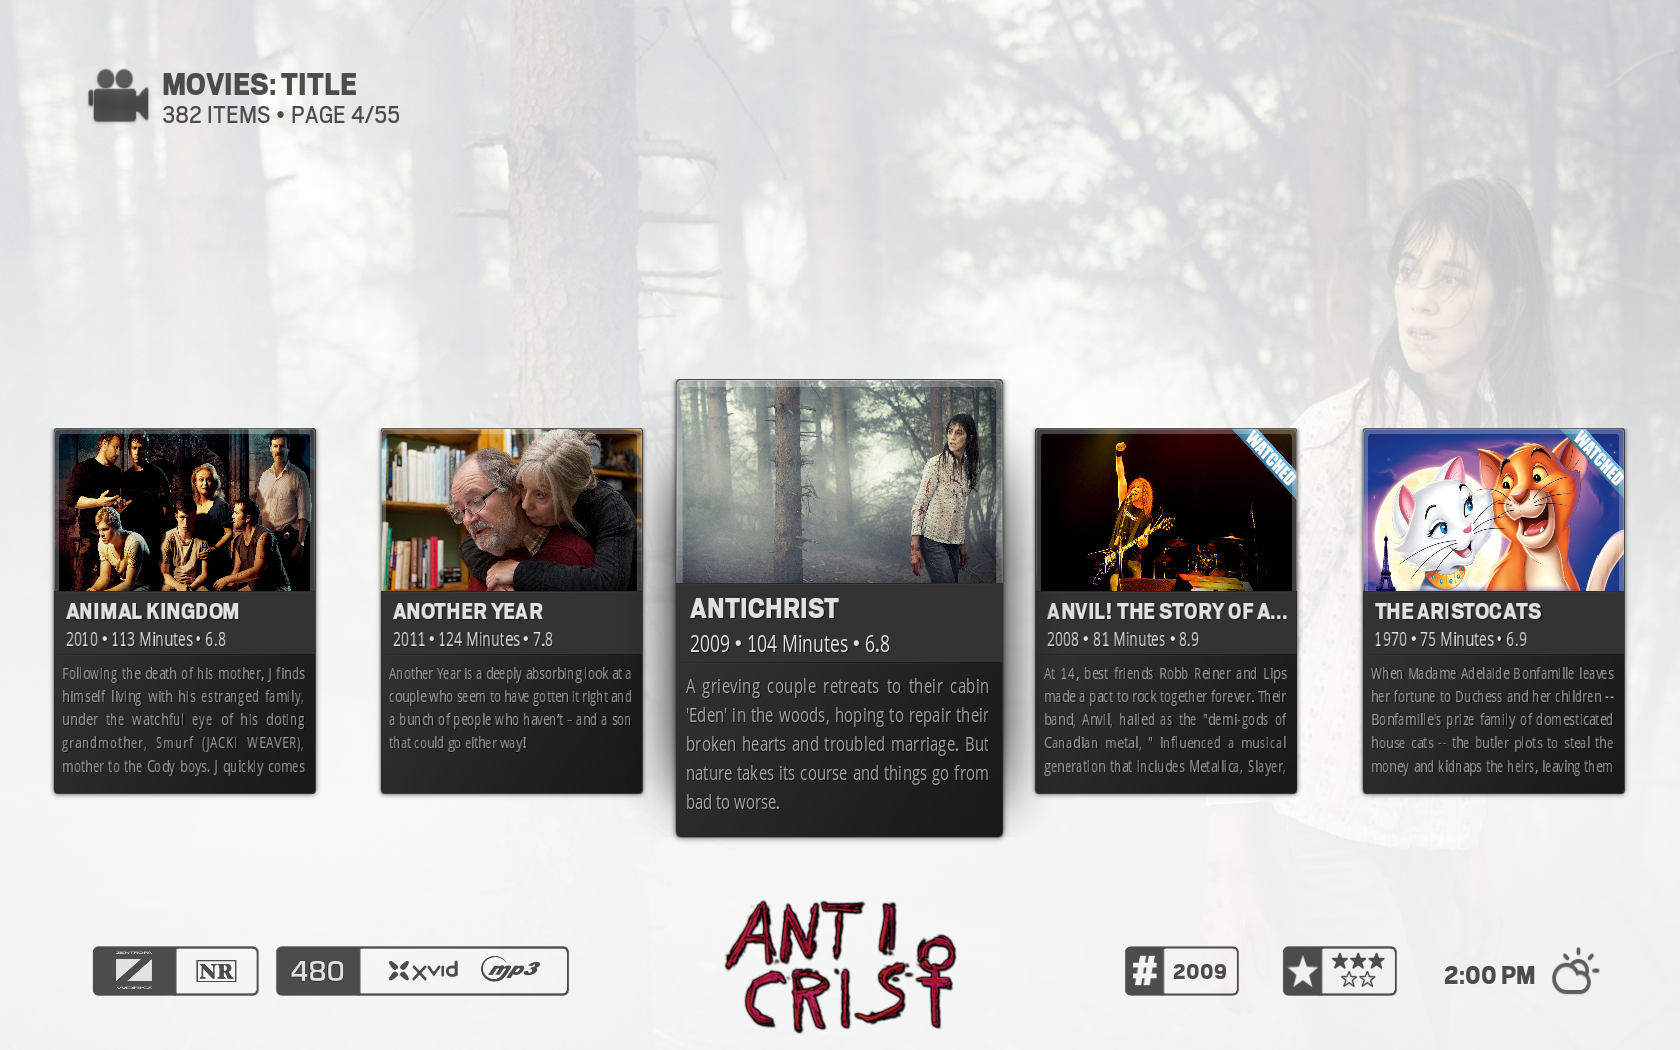 MOVIES: TITLE
382 ITEMS • PAGE 4/55
WATCHED
WATCHED
ANIMAL KINGDOM
2010 • 113 Minutes • 6.8
Following the death of his mother, J finds
himself living with his estranged family,
under the watchful eye of his doting
grandmother, Smurf (JACKI WEAVER),
mother to the Cody boys. J quickly comes
ANOTHER YEAR
2011 • 124 Minutes • 7.8
Another Year is a deeply absorbing look at a
couple who seem to have gotten it right and
a bunch of people who haven't – and a son
that could go either way!
ANTICHRIST
2009 • 104 Minutes • 6.8
A grieving couple retreats to their cabin
'Eden' in the woods, hoping to repair their
broken hearts and troubled marriage. But
nature takes its course and things go from
bad to worse.
ANVIL! THE STORY OF A...
2008 • 81 Minutes • 8.9
At 14, best friends Robb Reiner and Lips
made a pact to rock together forever. Their
band, Anvil, hailed as the "demi-gods of
Canadian metal, " influenced a musical
generation that includes Metallica, Slayer,
THE ARISTOCATS
1970 • 75 Minutes • 6.9
When Madame Adelaide Bonfamille leaves
her fortune to Duchess and her children --
Bonfamille's prize family of domesticated
house cats -- the butler plots to steal the
money and kidnaps the heirs, leaving them
ZENTROPA
WORKZ
NR
480
xvid
mp3
ANTI
CRIS♀
# 2009
2:00 PM